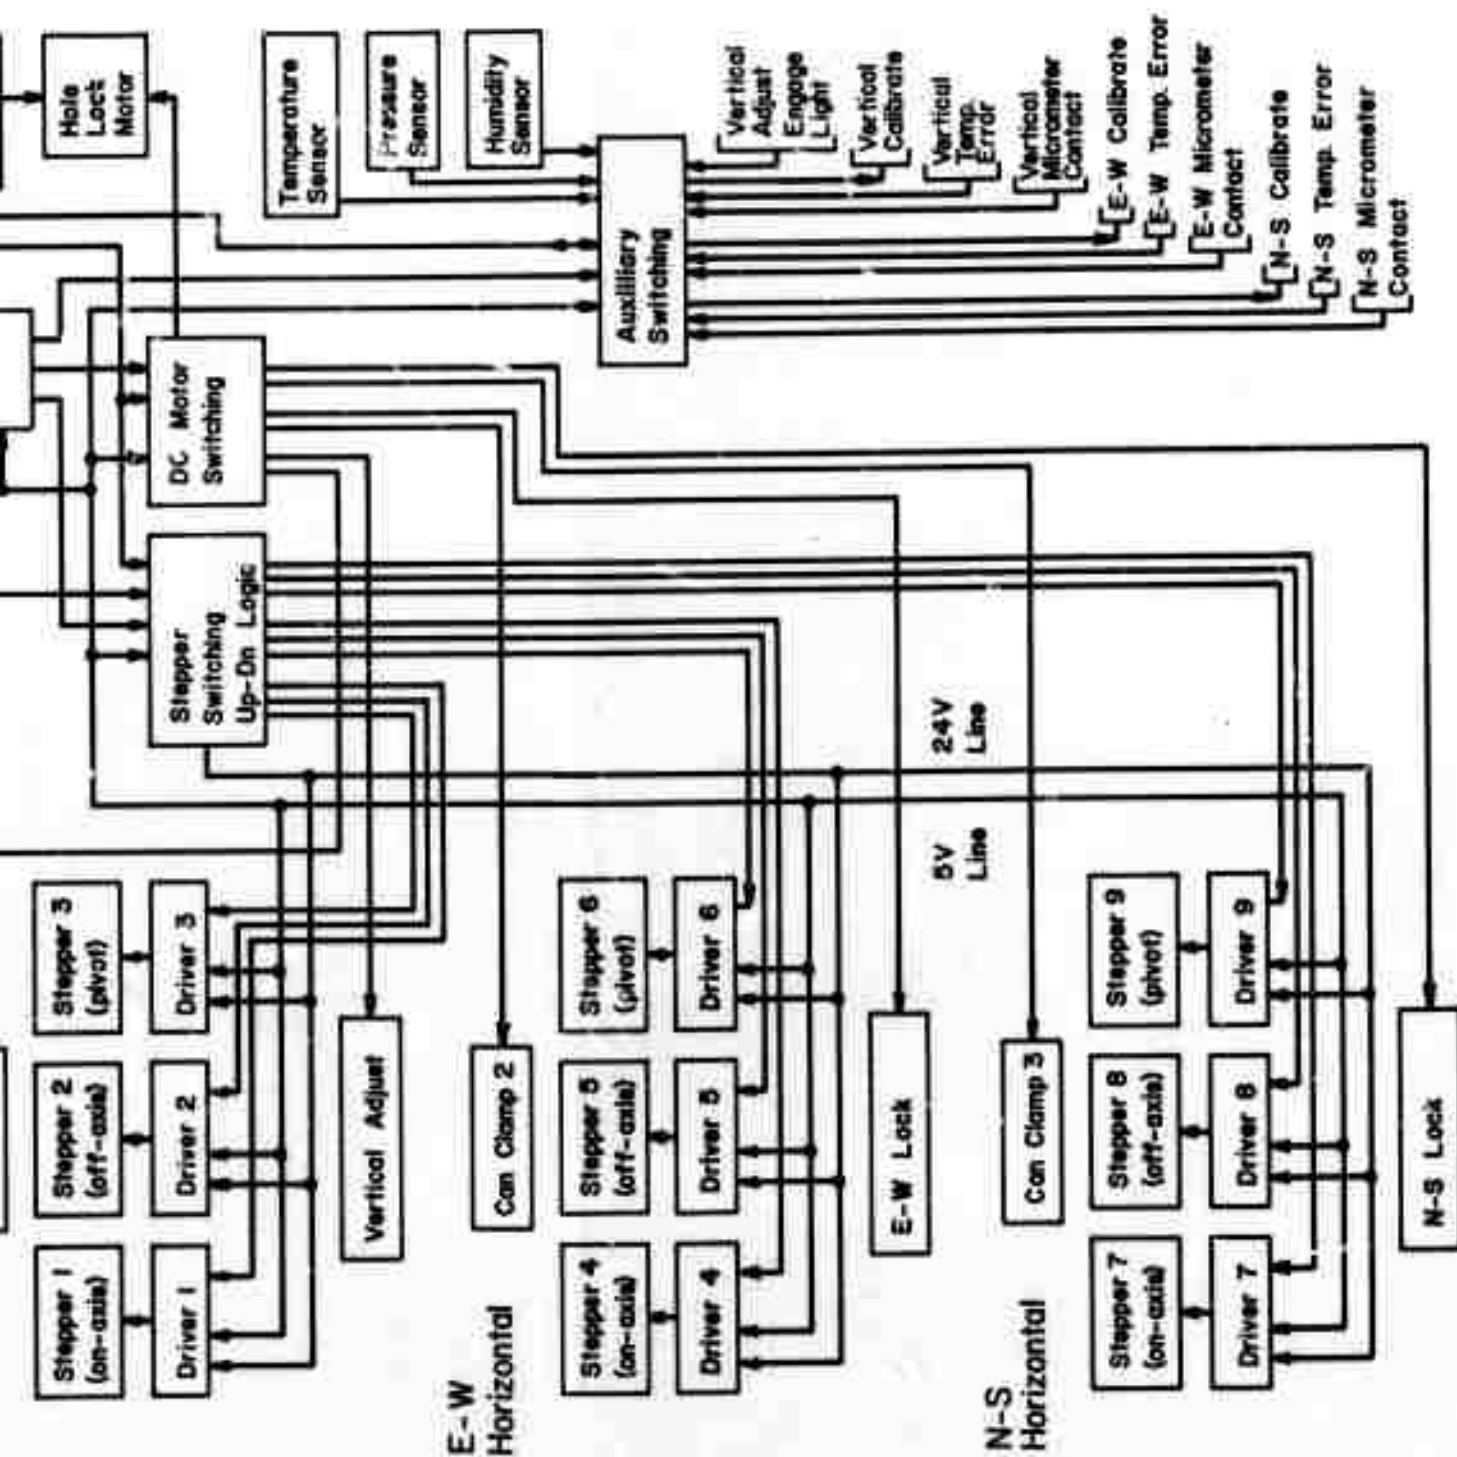 Hole
Lock
Motor
Temperature
Sensor
Pressure
Sensor
Humidity
Sensor
Vertical
Adjust
Engage
Light
Vertical
Calibrate
Vertical
Temp.
Error
Vertical
Micrometer
Contact
E-W Calibrate
E-W Temp. Error
E-W Micrometer
Contact
N-S Calibrate
N-S Temp. Error
N-S Micrometer
Contact
Auxiliary
Switching
DC Motor
Switching
Stepper
Switching
Up-Dn Logic
24V
Line
5V
Line
Stepper 3
(pivot)
Driver 3
Stepper 2
(off-axis)
Driver 2
Stepper 1
(on-axis)
Driver 1
Vertical Adjust
E-W
Horizontal
Can Clamp 2
Stepper 6
(pivot)
Driver 6
Stepper 5
(off-axis)
Driver 5
Stepper 4
(on-axis)
Driver 4
E-W Lock
N-S
Horizontal
Can Clamp 3
Stepper 9
(pivot)
Driver 9
Stepper 8
(off-axis)
Driver 8
Stepper 7
(on-axis)
Driver 7
N-S Lock